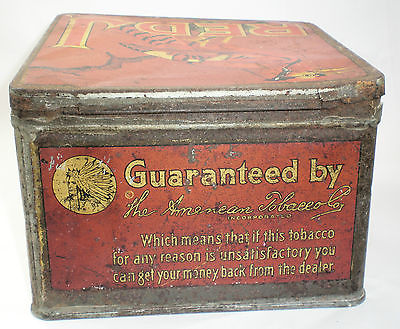 Guaranteed by
The American Tobacco Co
INCORPORATED
Which means that if this tobacco
for any reason is unsatisfactory you
can get your money back from the dealer